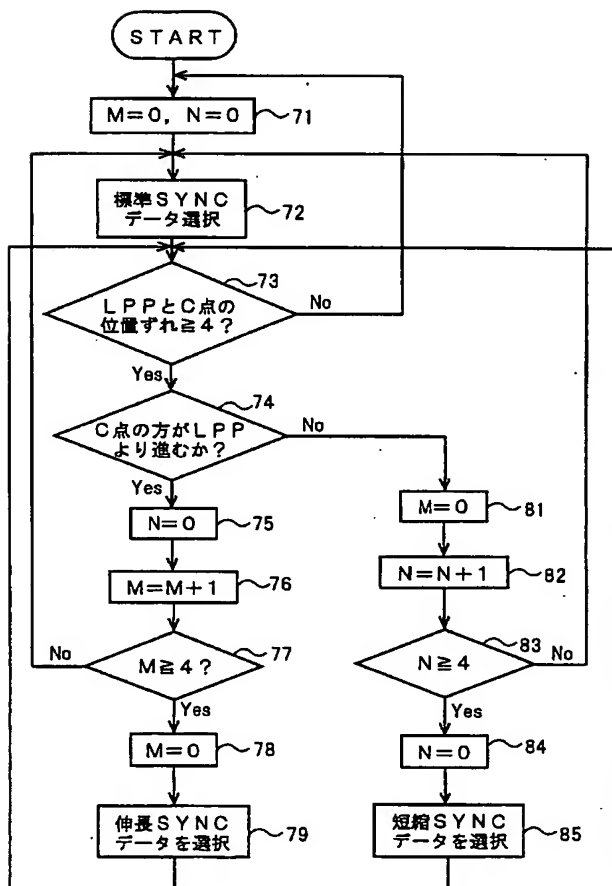 START
M=0, N=0
71
標準SYNC
データ選択
72
73
LPPとC点の
位置ずれ≧4?
No
Yes
74
C点の方がLPP
より進むか?
No
Yes
N=0
75
M=M+1
76
M≧4?
77
No
Yes
M=0
78
伸長SYNC
データを選択
79
M=0
81
N=N+1
82
N≧4
83
No
Yes
N=0
84
短縮SYNC
データを選択
85